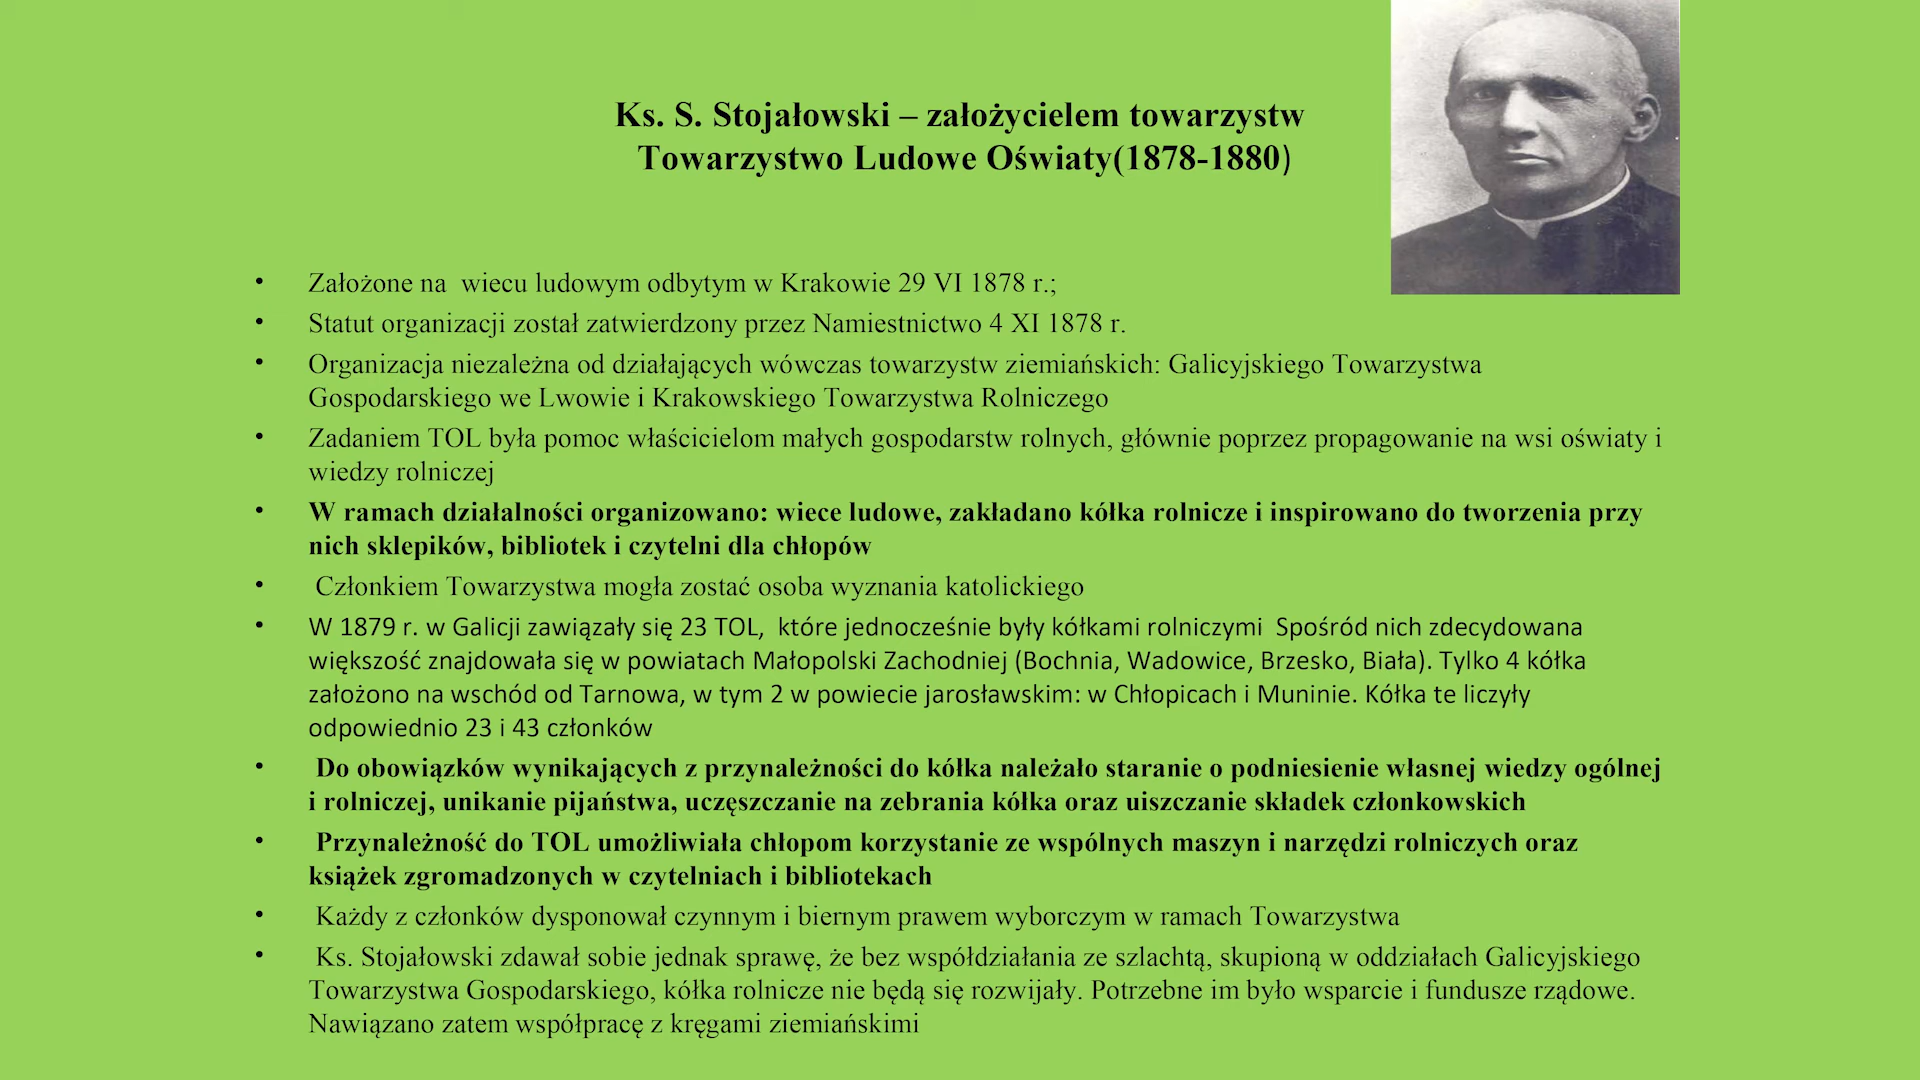 Ks. S. Stojałowski – założycielem towarzystw
Towarzystwo Ludowe Oświaty(1878-1880)
• Założone na wiecu ludowym odbytym w Krakowie 29 VI 1878 r.;
• Statut organizacji został zatwierdzony przez Namiestnictwo 4 XI 1878 r.
• Organizacja niezależna od działających wówczas towarzystw ziemiańskich: Galicyjskiego Towarzystwa
Gospodarskiego we Lwowie i Krakowskiego Towarzystwa Rolniczego
• Zadaniem TOL była pomoc właścicielom małych gospodarstw rolnych, głównie poprzez propagowanie na wsi oświaty i
wiedzy rolniczej
• W ramach działalności organizowano: wiece ludowe, zakładano kółka rolnicze i inspirowano do tworzenia przy
nich sklepików, bibliotek i czytelni dla chłopów
• Członkiem Towarzystwa mogła zostać osoba wyznania katolickiego
• W 1879 r. w Galicji zawiązały się 23 TOL, które jednocześnie były kółkami rolniczymi Spośród nich zdecydowana
większość znajdowała się w powiatach Małopolski Zachodniej (Bochnia, Wadowice, Brzesko, Biała). Tylko 4 kółka
założono na wschód od Tarnowa, w tym 2 w powiecie jarosławskim: w Chłopicach i Muninie. Kółka te liczyły
odpowiednio 23 i 43 członków
• Do obowiązków wynikających z przynależności do kółka należało staranie o podniesienie własnej wiedzy ogólnej
i rolniczej, unikanie pijaństwa, uczęszczanie na zebrania kółka oraz uiszczanie składek członkowskich
• Przynależność do TOL umożliwiała chłopom korzystanie ze wspólnych maszyn i narzędzi rolniczych oraz
książek zgromadzonych w czytelniach i bibliotekach
• Każdy z członków dysponował czynnym i biernym prawem wyborczym w ramach Towarzystwa
• Ks. Stojałowski zdawał sobie jednak sprawę, że bez współdziałania ze szlachtą, skupioną w oddziałach Galicyjskiego
Towarzystwa Gospodarskiego, kółka rolnicze nie będą się rozwijały. Potrzebne im było wsparcie i fundusze rządowe.
Nawiązano zatem współpracę z kręgami ziemiańskimi